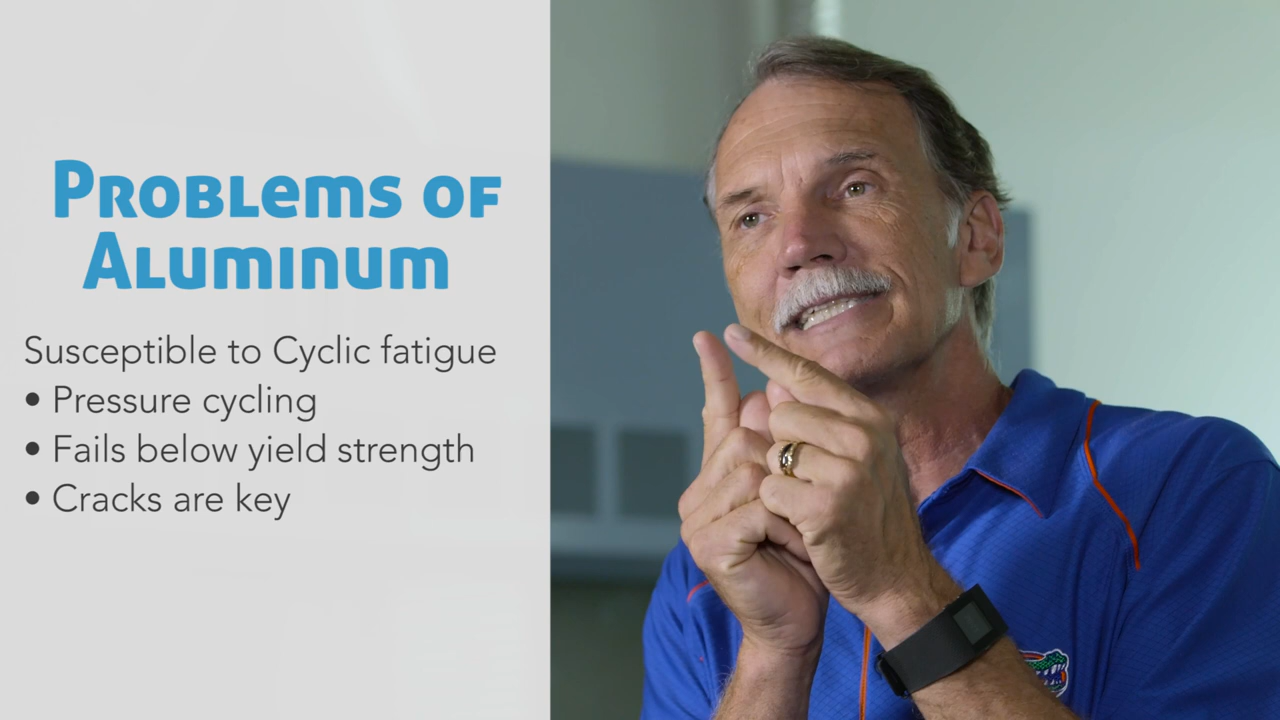 Problems of
Aluminum
Susceptible to Cyclic fatigue
• Pressure cycling
• Fails below yield strength
• Cracks are key